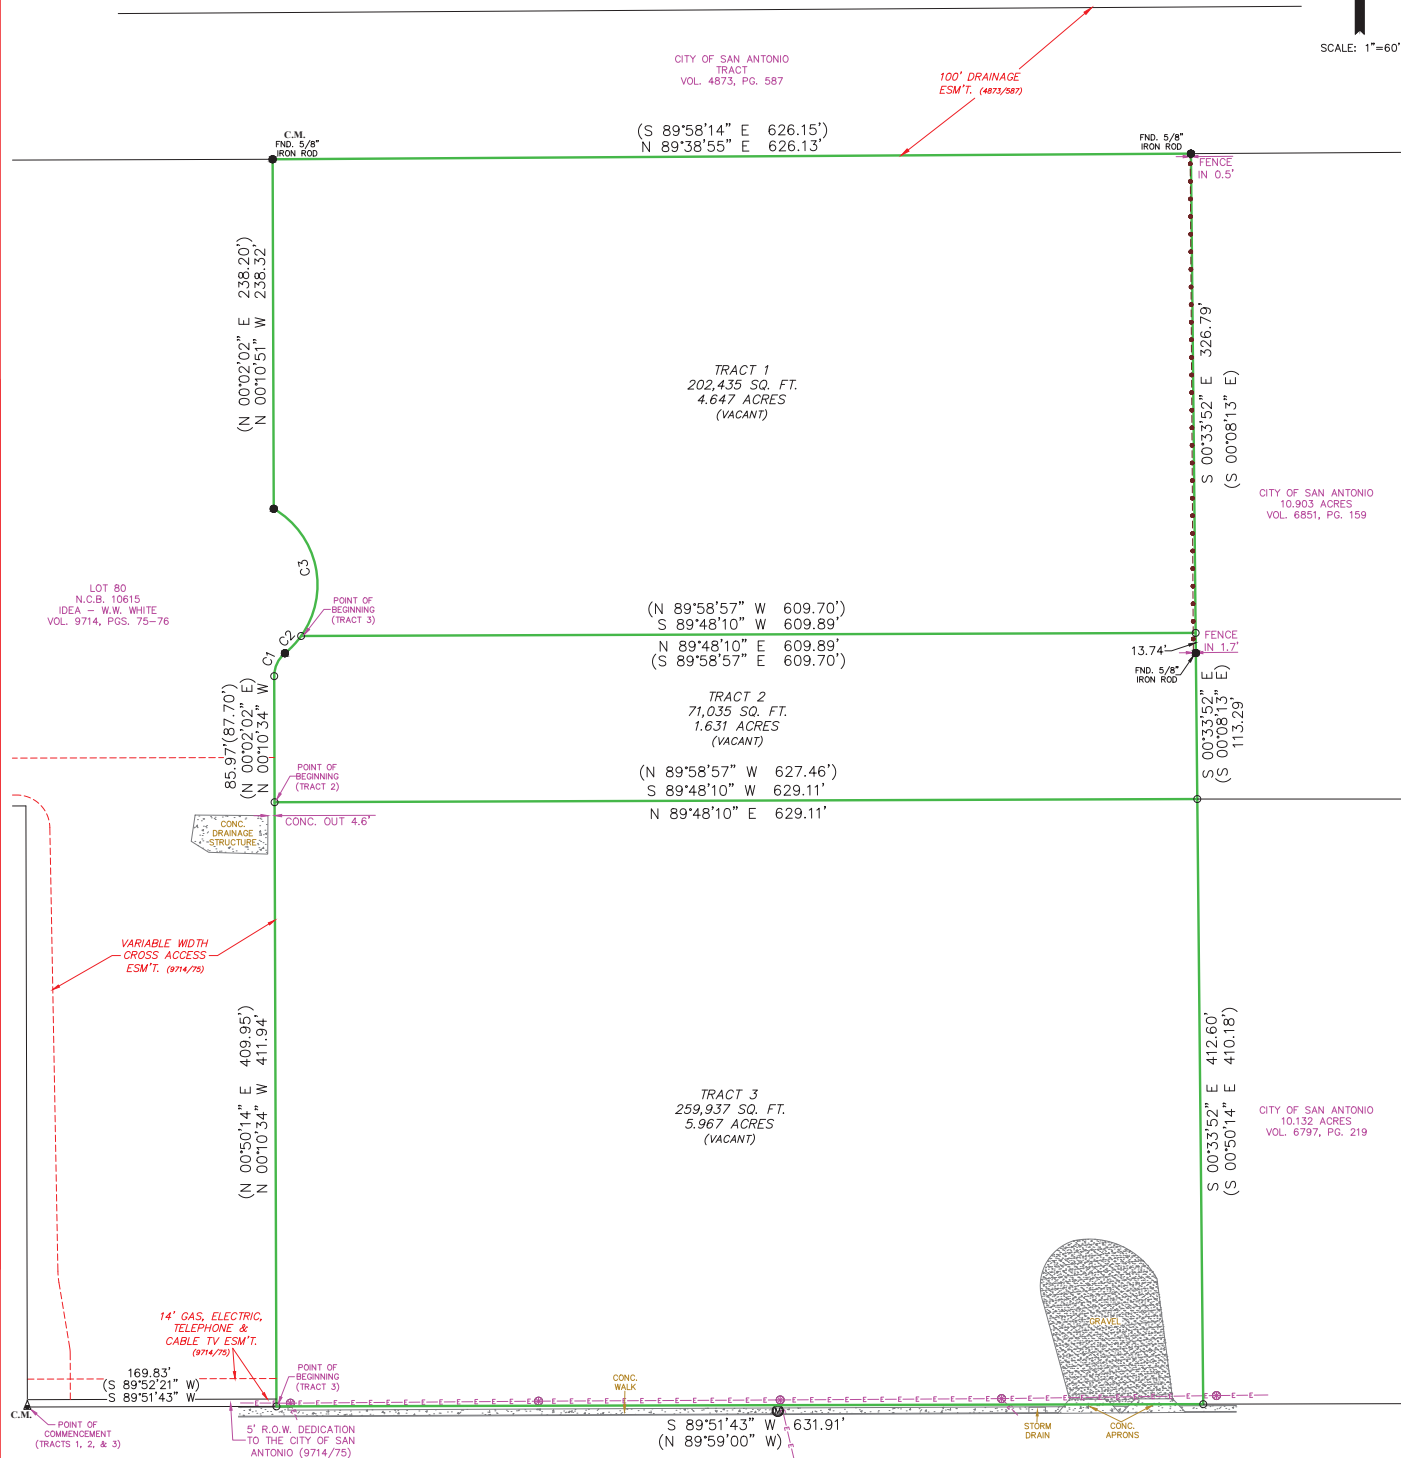 SCALE: 1"=60'
CITY OF SAN ANTONIO
TRACT
VOL. 4873, PG. 587
100' DRAINAGE
ESM'T. (4873/587)
C.M.
FND. 5/8"
IRON ROD
(S 89°58'14" E 626.15')
N 89°38'55" E 626.13'
FND. 5/8"
IRON ROD
FENCE
IN 0.5'
(N 00°02'02" E 238.20')
N 00°10'51" W 238.32'
TRACT 1
202,435 SQ. FT.
4.647 ACRES
(VACANT)
S 00°33'52" E 326.79'
(S 00°08'13" E)
CITY OF SAN ANTONIO
10.903 ACRES
VOL. 6851, PG. 159
C3
LOT 80
N.C.B. 10615
IDEA - W.W. WHITE
VOL. 9714, PGS. 75-76
POINT OF
BEGINNING
(TRACT 3)
C2
C1
(N 89°58'57" W 609.70')
S 89°48'10" W 609.89'
N 89°48'10" E 609.89'
(S 89°58'57" E 609.70')
13.74'
FENCE
IN 1.7'
FND. 5/8"
IRON ROD
85.97'(87.70')
(N 00°02'02" E)
N 00°10'34" W
TRACT 2
71,035 SQ. FT.
1.631 ACRES
(VACANT)
S 00°33'52" E
(S 00°08'13" E)
113.29'
POINT OF
BEGINNING
(TRACT 2)
(N 89°58'57" W 627.46')
S 89°48'10" W 629.11'
N 89°48'10" E 629.11'
CONC. OUT 4.6'
CONC.
DRAINAGE
STRUCTURE
VARIABLE WIDTH
CROSS ACCESS
ESM'T. (9714/75)
(N 00°50'14" E 409.95')
N 00°10'34" W 411.94'
TRACT 3
259,937 SQ. FT.
5.967 ACRES
(VACANT)
S 00°33'52" E 412.60'
(S 00°50'14" E 410.18')
CITY OF SAN ANTONIO
10.132 ACRES
VOL. 6797, PG. 219
GRAVEL
14' GAS, ELECTRIC,
TELEPHONE &
CABLE TV ESM'T.
(9714/75)
169.83'
(S 89°52'21" W)
S 89°51'43" W
POINT OF
BEGINNING
(TRACT 3)
CONC.
WALK
E E E E E E E E E E E E E E E E E E E E E E E E E E E E E E E E E E E E E E E E E E E E E E E E E E E E E
C.M.
POINT OF
COMMENCEMENT
(TRACTS 1, 2, & 3)
5' R.O.W. DEDICATION
TO THE CITY OF SAN
ANTONIO (9714/75)
M
S 89°51'43" W 631.91'
(N 89°59'00" W)
STORM
DRAIN
CONC.
APRONS